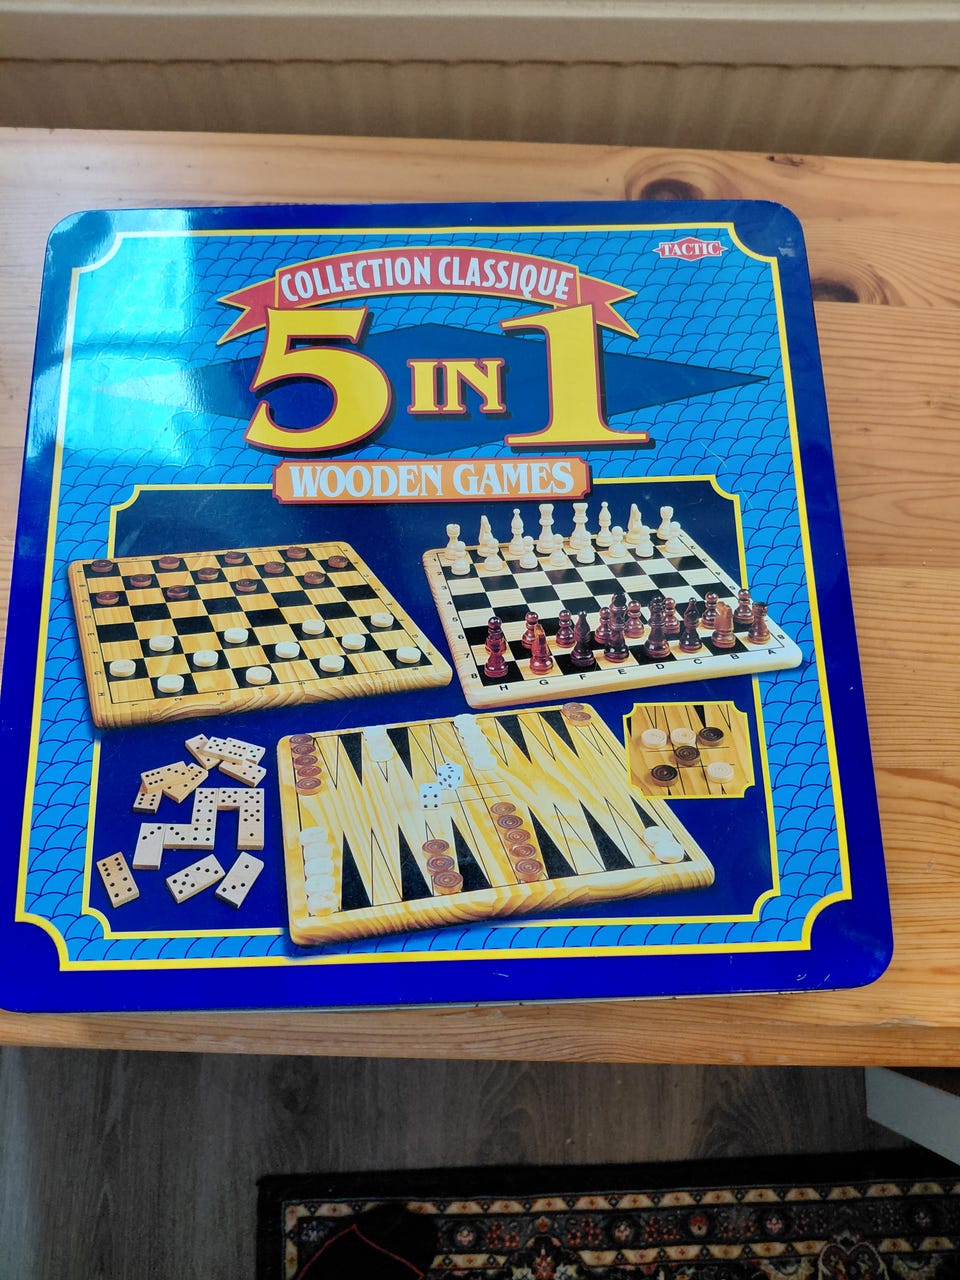 TACTIC
COLLECTION CLASSIQUE
5 IN 1
WOODEN GAMES
H G F E D C B A